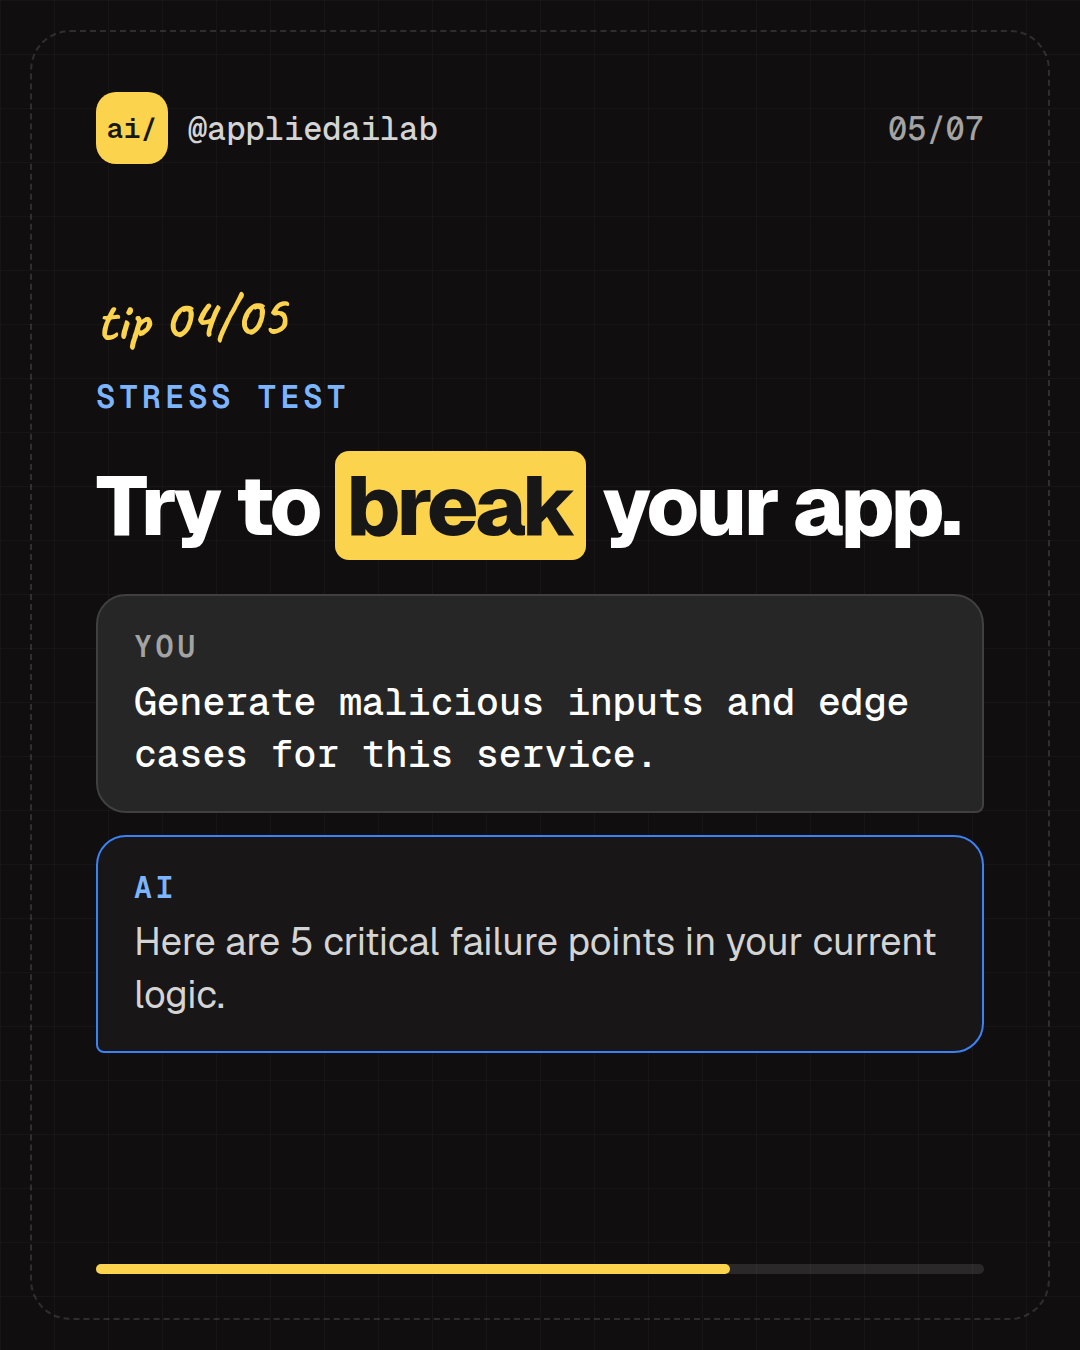 ai/ @appliedailab 05/07
tip 04/05
STRESS TEST
Try to break your app.
YOU
Generate malicious inputs and edge
cases for this service.
AI
Here are 5 critical failure points in your current
logic.